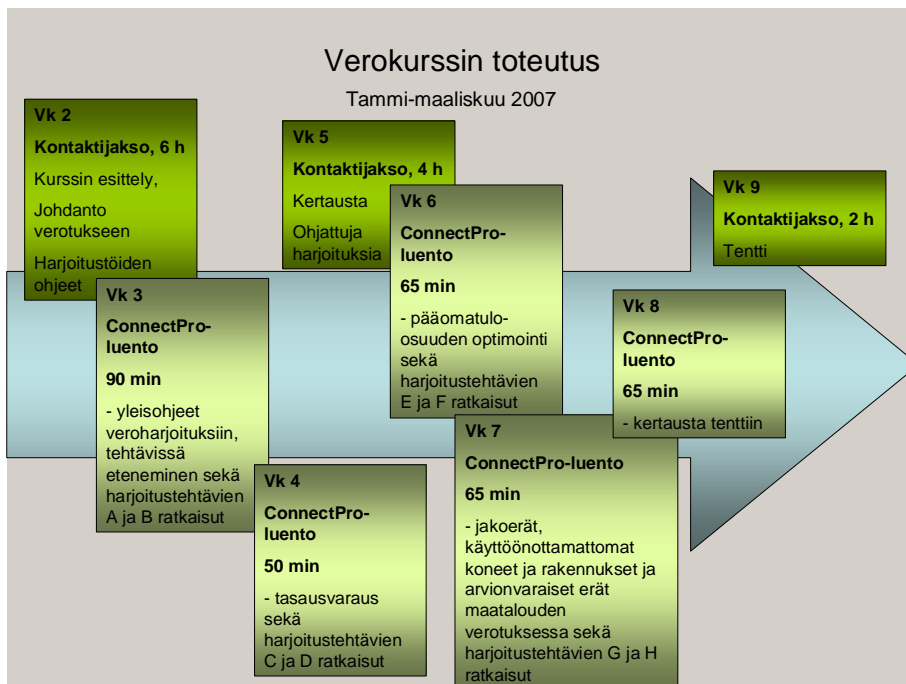 Verokurssin toteutus
Tammi-maaliskuu 2007
Vk 2
Kontaktijakso, 6 h
Kurssin esittely,
Johdanto
verotukseen
Harjoitustöiden
ohjeet
Vk 3
ConnectPro-
luento
90 min
- yleisohjeet
veroharjoituksiin,
tehtävissä
eteneminen sekä
harjoitustehtävien
A ja B ratkaisut
Vk 4
ConnectPro-
luento
50 min
- tasausvaraus
sekä
harjoitustehtävien
C ja D ratkaisut
Vk 5
Kontaktijakso, 4 h
Kertausta
Ohjattuja
harjoituksia
Vk 6
ConnectPro-
luento
65 min
- pääomatulo-
osuuden optimointi
sekä
harjoitustehtävien
E ja F ratkaisut
Vk 7
ConnectPro-luento
65 min
- jakoerät,
käyttöönottamattomat
koneet ja rakennukset ja
arvionvaraiset erät
maatalouden
verotuksessa sekä
harjoitustehtävien G ja H
ratkaisut
Vk 8
ConnectPro-
luento
65 min
- kertausta tenttiin
Vk 9
Kontaktijakso, 2 h
Tentti